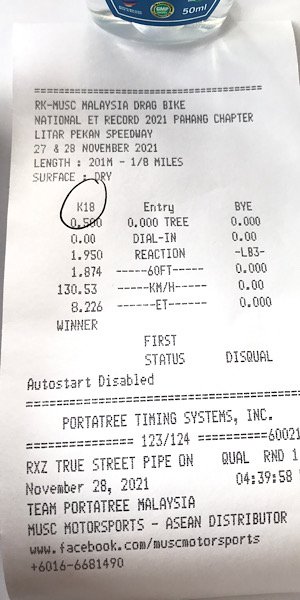 50ml
==================================
RK-MUSC MALAYSIA DRAG BIKE
NATIONAL ET RECORD 2021 PAHANG CHAPTER
LITAR PEKAN SPEEDWAY
27 & 28 NOVEMBER 2021
LENGTH : 201M - 1/8 MILES
SURFACE : DRY
K18 Entry BYE
0.500 0.000 TREE 0.000
0.00 DIAL-IN 0.00
1.950 REACTION -LB3-
1.874 -----60FT----- 0.000
130.53 -----KM/H----- 0.00
8.226 ------ET------ 0.000
WINNER
FIRST
STATUS DISQUAL
Autostart Disabled
==================================
PORTATREE TIMING SYSTEMS, INC.
=============== 123/124 ==========60021
RXZ TRUE STREET PIPE ON QUAL RND 1
November 28, 2021 04:39:58
TEAM PORTATREE MALAYSIA
MUSC MOTORSPORTS - ASEAN DISTRIBUTOR
www.facebook.com/muscmotorsports
+6016-6681490